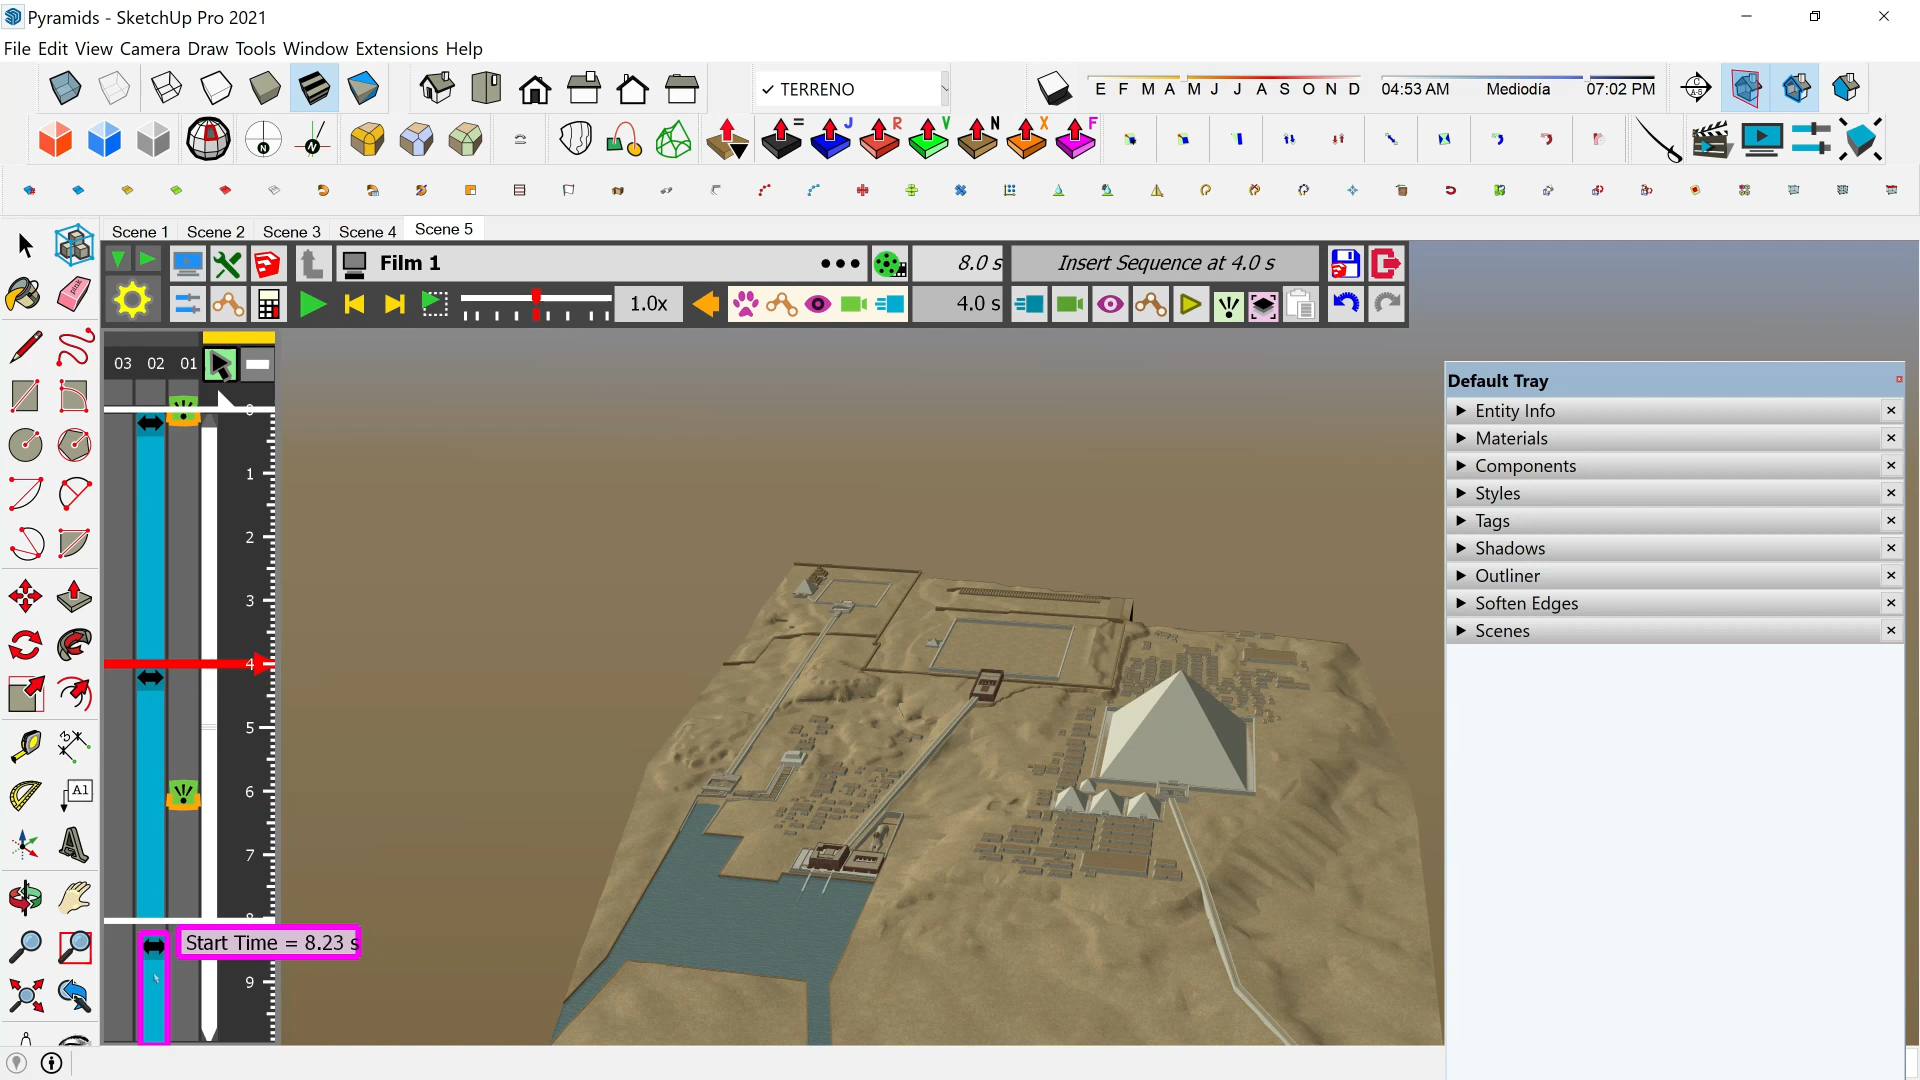 Pyramids - SketchUp Pro 2021
File Edit View Camera Draw Tools Window Extensions Help
✓ TERRENO
E F M A M J J A S O N D
04:53 AM Mediodía 07:02 PM
= J R V N X F
Scene 1 Scene 2 Scene 3 Scene 4 Scene 5
Film 1
8.0 s
Insert Sequence at 4.0 s
1.0x
4.0 s
03 02 01
0
1
2
3
4
5
6
7
8
9
Start Time = 8.23 s
Default Tray
Entity Info
Materials
Components
Styles
Tags
Shadows
Outliner
Soften Edges
Scenes